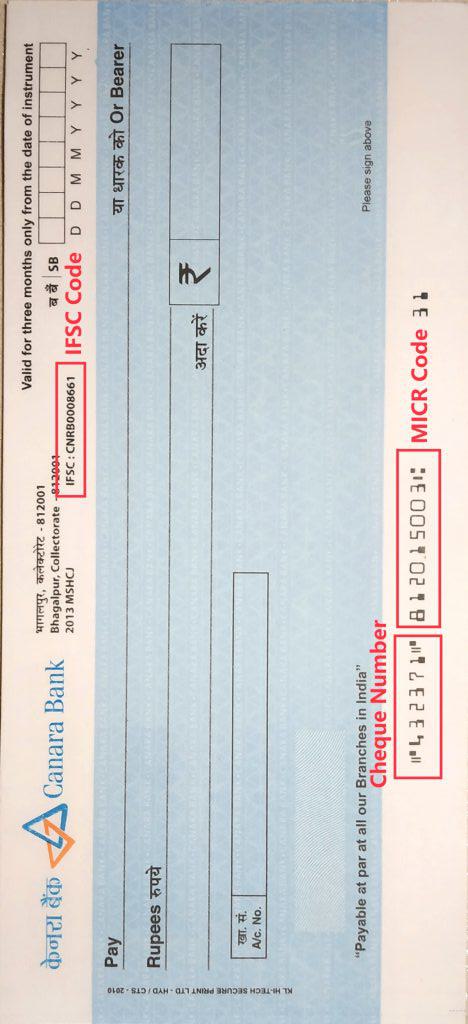 केनरा बैंक Canara Bank
भागलपुर, कलेक्टोरेट - 812001
Bhagalpur, Collectorate - 812001
2013 MSHCJ
IFSC : CNRB0008661
IFSC Code
Valid for three months only from the date of instrument
ब बैं SB
D D M M Y Y Y Y
Pay
या धारक को Or Bearer
Rupees रुपये
अदा करें
₹
खा. सं.
A/c. No.
KL HI-TECH SECURE PRINT LTD - HYD / CTS - 2010
"Payable at par at all our Branches in India"
Please sign above
Cheque Number
⑈432371⑈ 812015003⑆ MICR Code 31